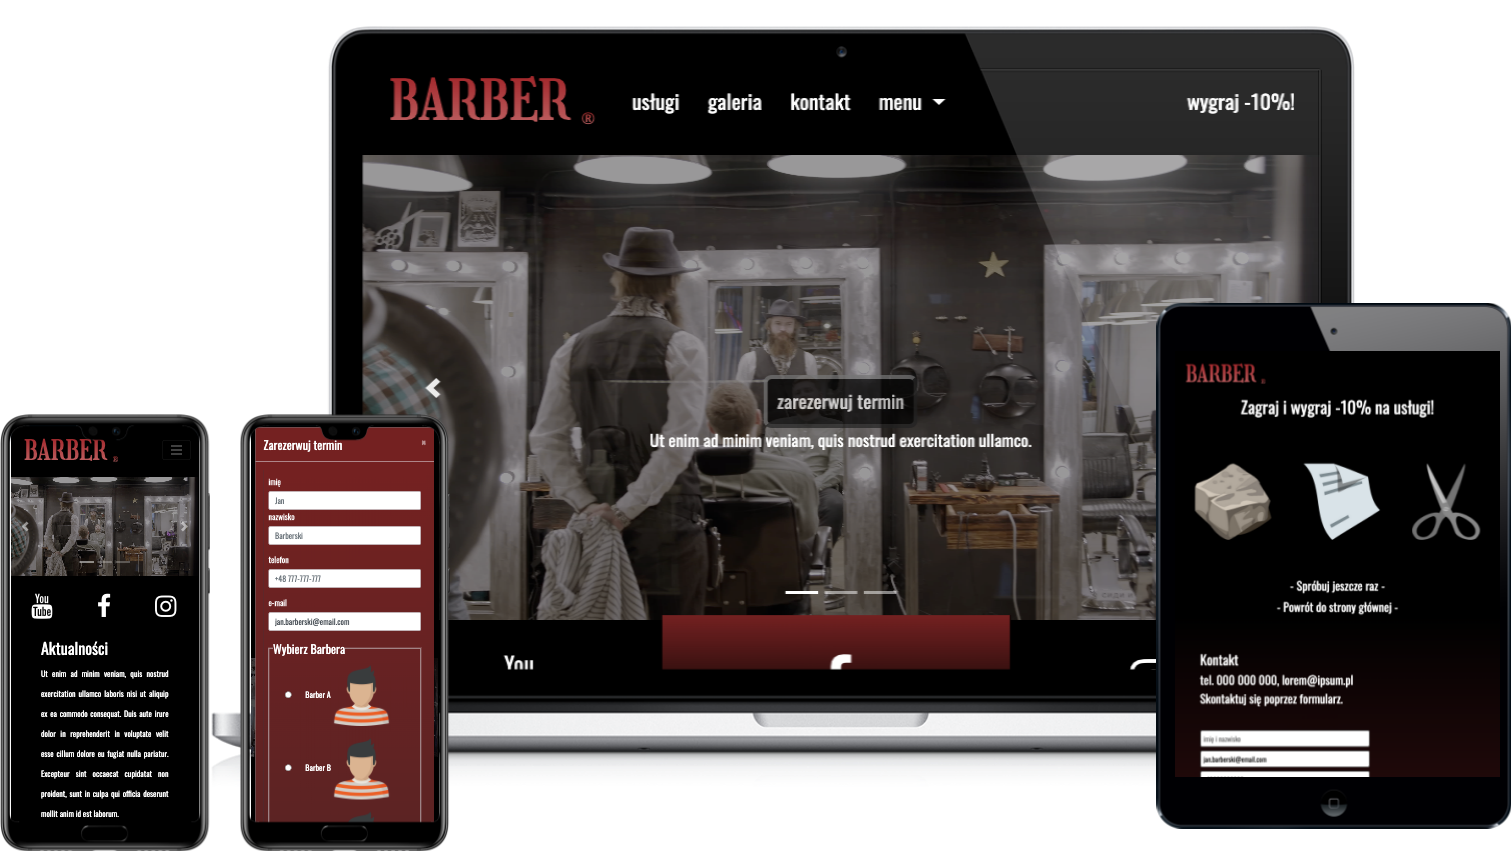 BARBER ®
usługi galeria kontakt menu
wygraj -10%!
zarezerwuj termin
Ut enim ad minim veniam, quis nostrud exercitation ullamco.
You
BARBER ®
You
Tube
Aktualności
Ut enim ad minim veniam, quis nostrud
exercitation ullamco laboris nisi ut aliquip
ex ea commodo consequat. Duis aute irure
dolor in reprehenderit in voluptate velit
esse cillum dolore eu fugiat nulla pariatur.
Excepteur sint occaecat cupidatat non
proident, sunt in culpa qui officia deserunt
mollit anim id est laborum.
Zarezerwuj termin
×
imię
Jan
nazwisko
Barberski
telefon
+48 777-777-777
e-mail
jan.barberski@email.com
Wybierz Barbera
Barber A
Barber B
BARBER ®
Zagraj i wygraj -10% na usługi!
- Spróbuj jeszcze raz -
- Powrót do strony głównej -
Kontakt
tel. 000 000 000, lorem@ipsum.pl
Skontaktuj się poprzez formularz.
imię i nazwisko
jan.barberski@email.com